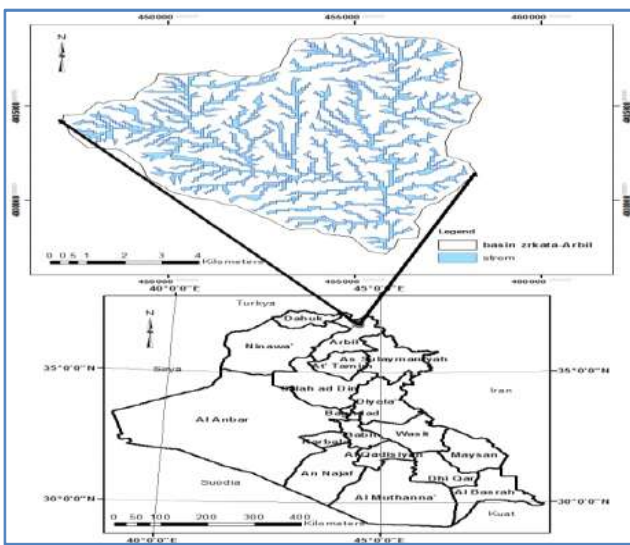 450000 455000 460000
N
Legend
basin zrkata-Arbil
strom
0 0.5 1 2 3 4
Kilometers
450000 455000 460000
40°0'0"E 45°0'0"E
Turkya
N
Dahuk
Ninawa'
Arbil
35°0'0"N
As Sulaymaniyah
35°0'0"N
At' Tamim
Salah ad Din
Iran
Diyala
Al Anbar
Baghdad
Babil
Wasit
Karbala
Maysan
Al Qadisiyah
An Najaf
Dhi Qar
Suodia
Al Basrah
Al Muthanna'
30°0'0"N
30°0'0"N
Kuat
0 50 100 200 300 400
Kilometers
40°0'0"E 45°0'0"E